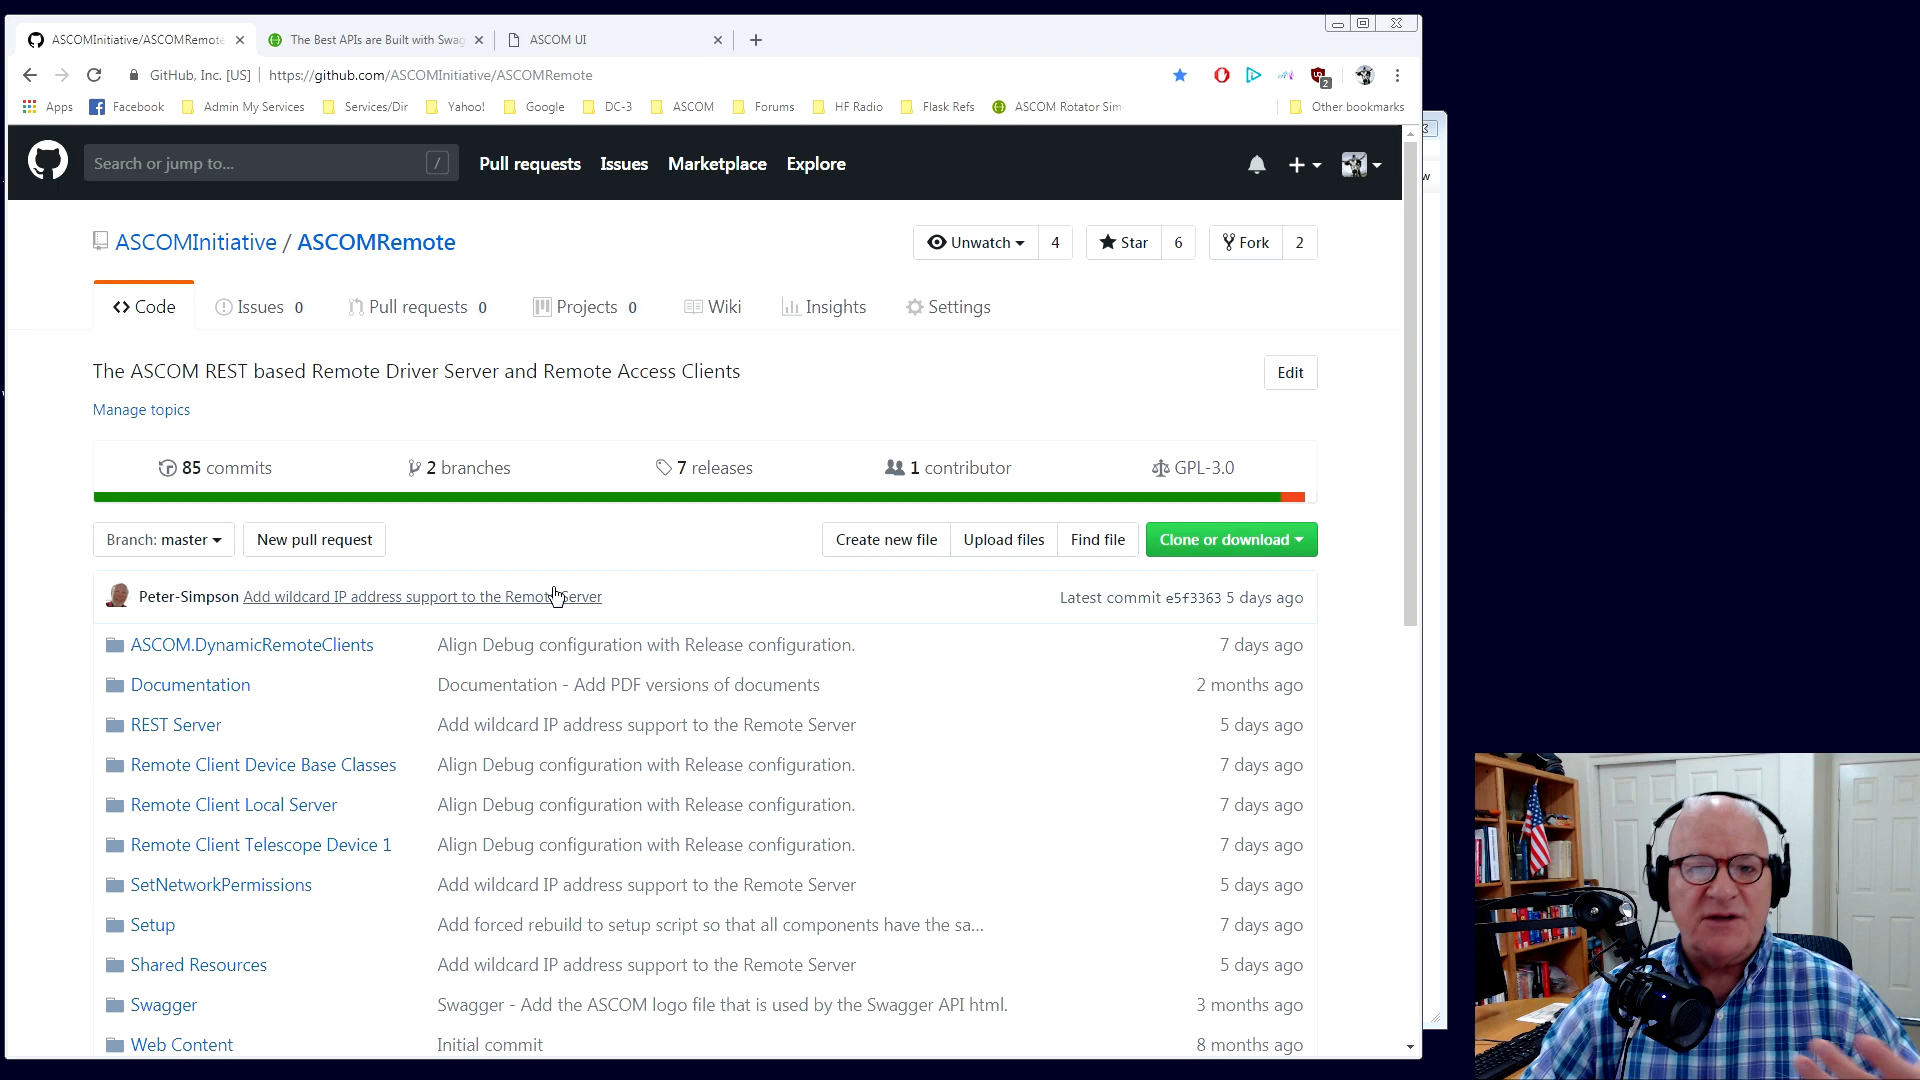 ASCOMInitiative/ASCOMRemote
The Best APIs are Built with Swag
ASCOM UI
GitHub, Inc. [US] | https://github.com/ASCOMInitiative/ASCOMRemote
2
Apps Facebook Admin My Services Services/Dir Yahoo! Google DC-3 ASCOM Forums HF Radio Flask Refs ASCOM Rotator Sim Other bookmarks
Search or jump to... / Pull requests Issues Marketplace Explore
ASCOMInitiative / ASCOMRemote
Unwatch 4 Star 6 Fork 2
Code Issues 0 Pull requests 0 Projects 0 Wiki Insights Settings
The ASCOM REST based Remote Driver Server and Remote Access Clients
Edit
Manage topics
85 commits 2 branches 7 releases 1 contributor GPL-3.0
Branch: master New pull request Create new file Upload files Find file Clone or download
Peter-Simpson Add wildcard IP address support to the Remote Server Latest commit e5f3363 5 days ago
ASCOM.DynamicRemoteClients Align Debug configuration with Release configuration. 7 days ago
Documentation Documentation - Add PDF versions of documents 2 months ago
REST Server Add wildcard IP address support to the Remote Server 5 days ago
Remote Client Device Base Classes Align Debug configuration with Release configuration. 7 days ago
Remote Client Local Server Align Debug configuration with Release configuration. 7 days ago
Remote Client Telescope Device 1 Align Debug configuration with Release configuration. 7 days ago
SetNetworkPermissions Add wildcard IP address support to the Remote Server 5 days ago
Setup Add forced rebuild to setup script so that all components have the sa... 7 days ago
Shared Resources Add wildcard IP address support to the Remote Server 5 days ago
Swagger Swagger - Add the ASCOM logo file that is used by the Swagger API html. 3 months ago
Web Content Initial commit 8 months ago